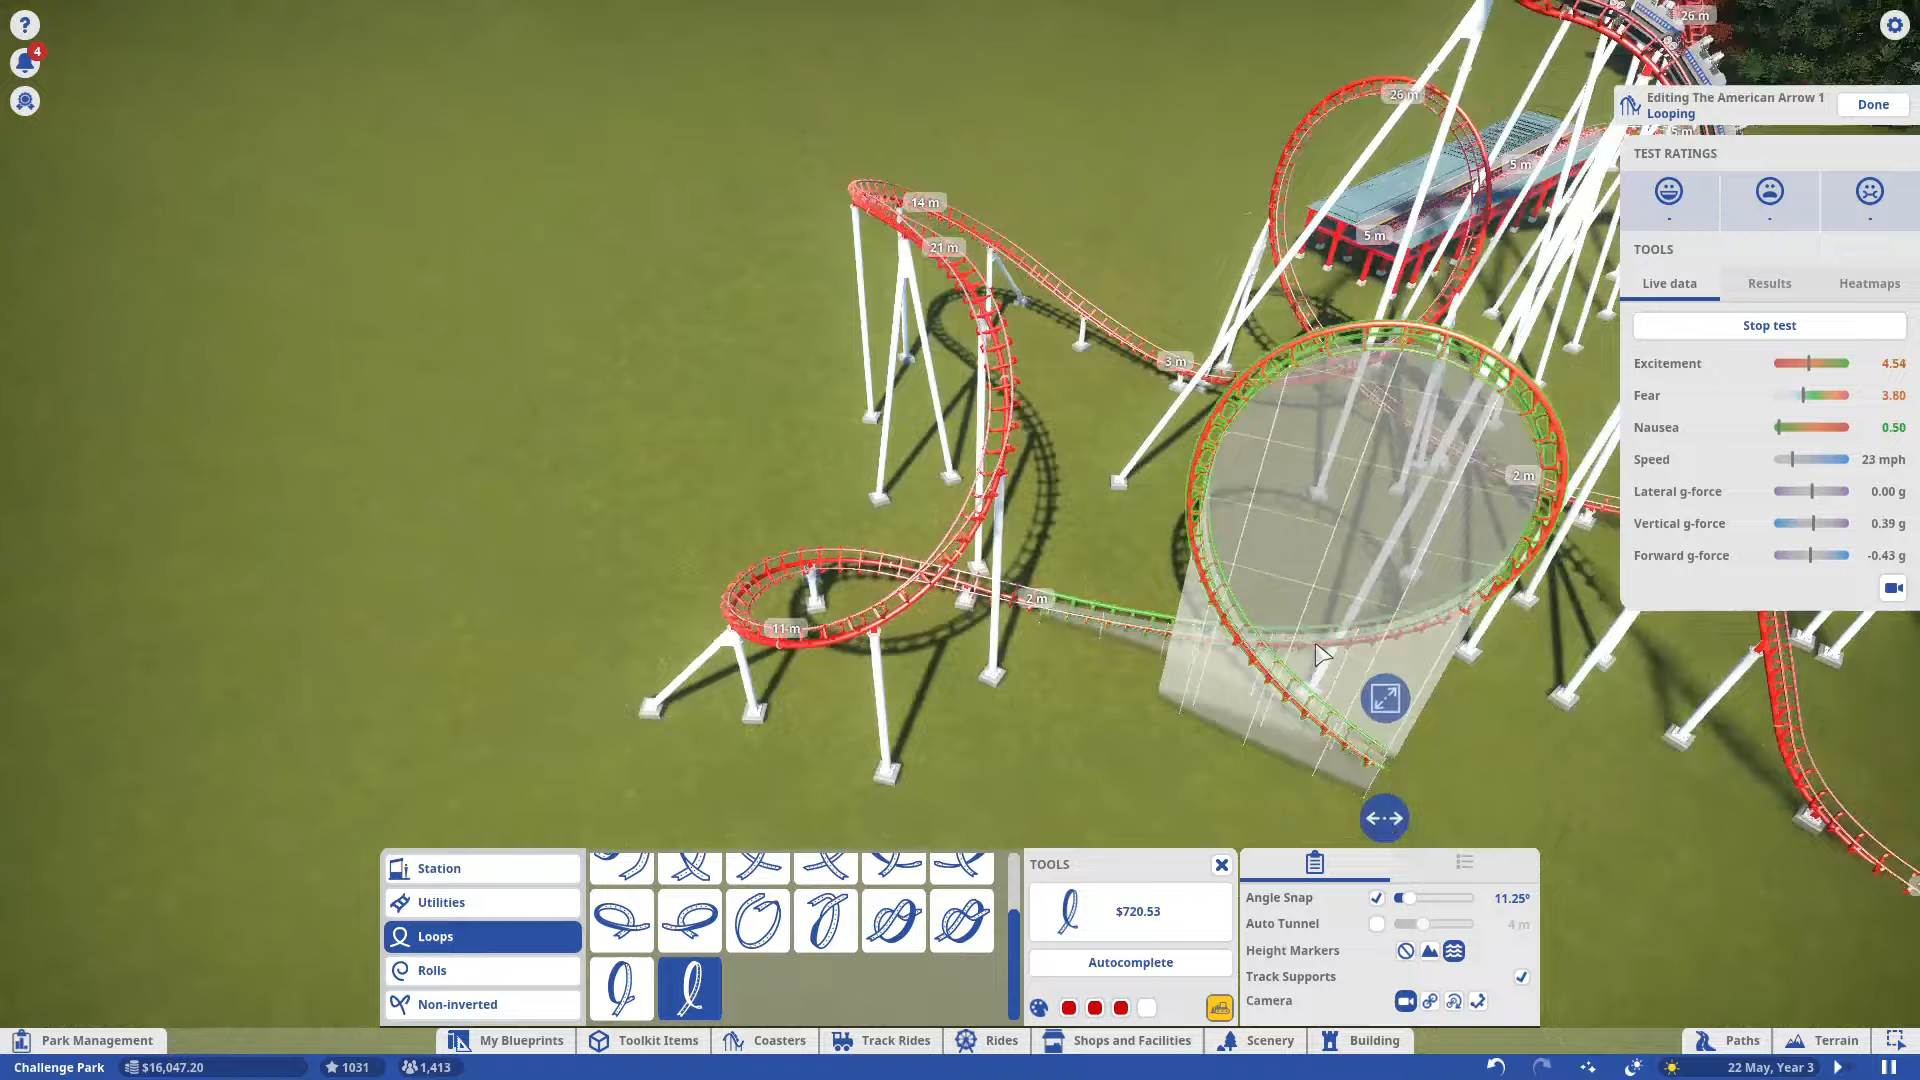 ?
4
26 m
26 m
Editing The American Arrow 1
Looping
Done
5 m
5 m
5 m
14 m
21 m
3 m
2 m
2 m
11 m
TEST RATINGS
- - -
TOOLS
Live data Results Heatmaps
Stop test
Excitement 4.54
Fear 3.80
Nausea 0.50
Speed 23 mph
Lateral g-force 0.00 g
Vertical g-force 0.39 g
Forward g-force -0.43 g
Station
Utilities
Loops
Rolls
Non-inverted
TOOLS
$720.53
Autocomplete
Angle Snap 11.25°
Auto Tunnel 4 m
Height Markers
Track Supports
Camera
Park Management
My Blueprints
Toolkit Items
Coasters
Track Rides
Rides
Shops and Facilities
Scenery
Building
Paths
Terrain
Challenge Park $16,047.20 1031 1,413
22 May, Year 3